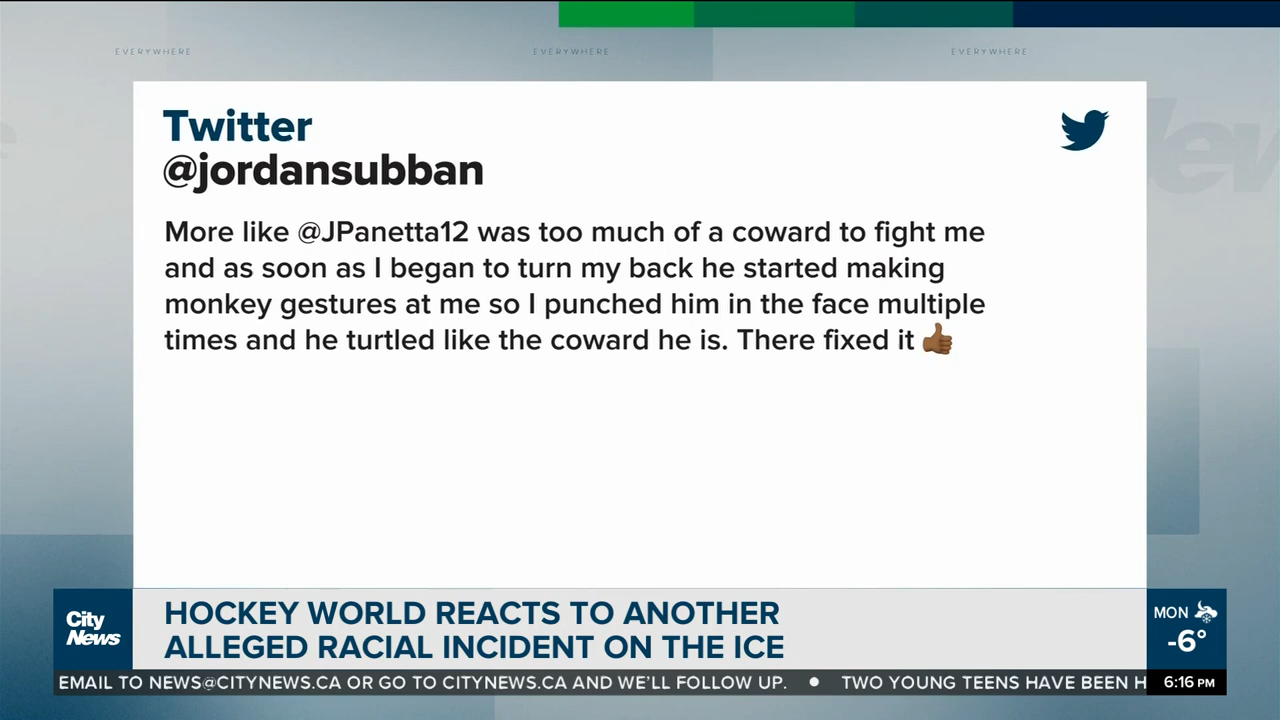 EVERYWHERE EVERYWHERE EVERYWHERE
Twitter
@jordansubban
More like @JPanetta12 was too much of a coward to fight me
and as soon as I began to turn my back he started making
monkey gestures at me so I punched him in the face multiple
times and he turtled like the coward he is. There fixed it 👍🏾
City
News
HOCKEY WORLD REACTS TO ANOTHER
ALLEGED RACIAL INCIDENT ON THE ICE
MON
-6°
EMAIL TO NEWS@CITYNEWS.CA OR GO TO CITYNEWS.CA AND WE'LL FOLLOW UP. ● TWO YOUNG TEENS HAVE BEEN H
6:16 PM